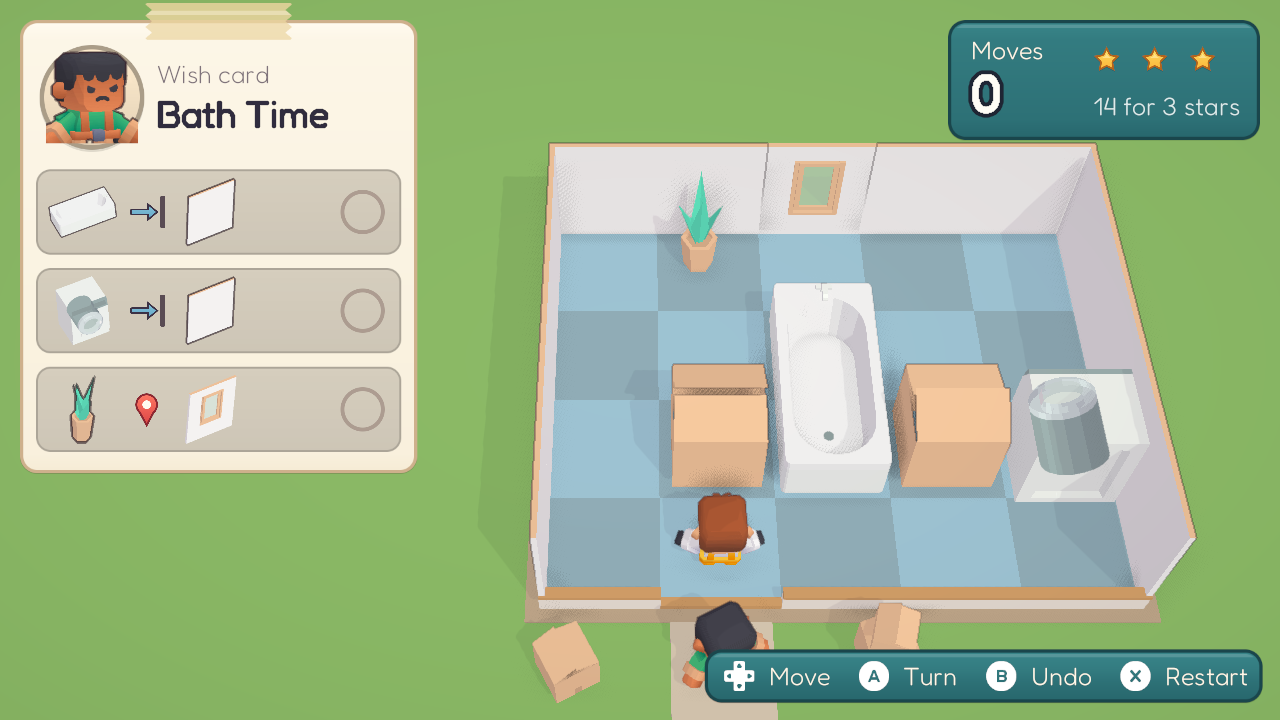 Wish card
Bath Time
Moves
0
14 for 3 stars
Move
A Turn
B Undo
X Restart